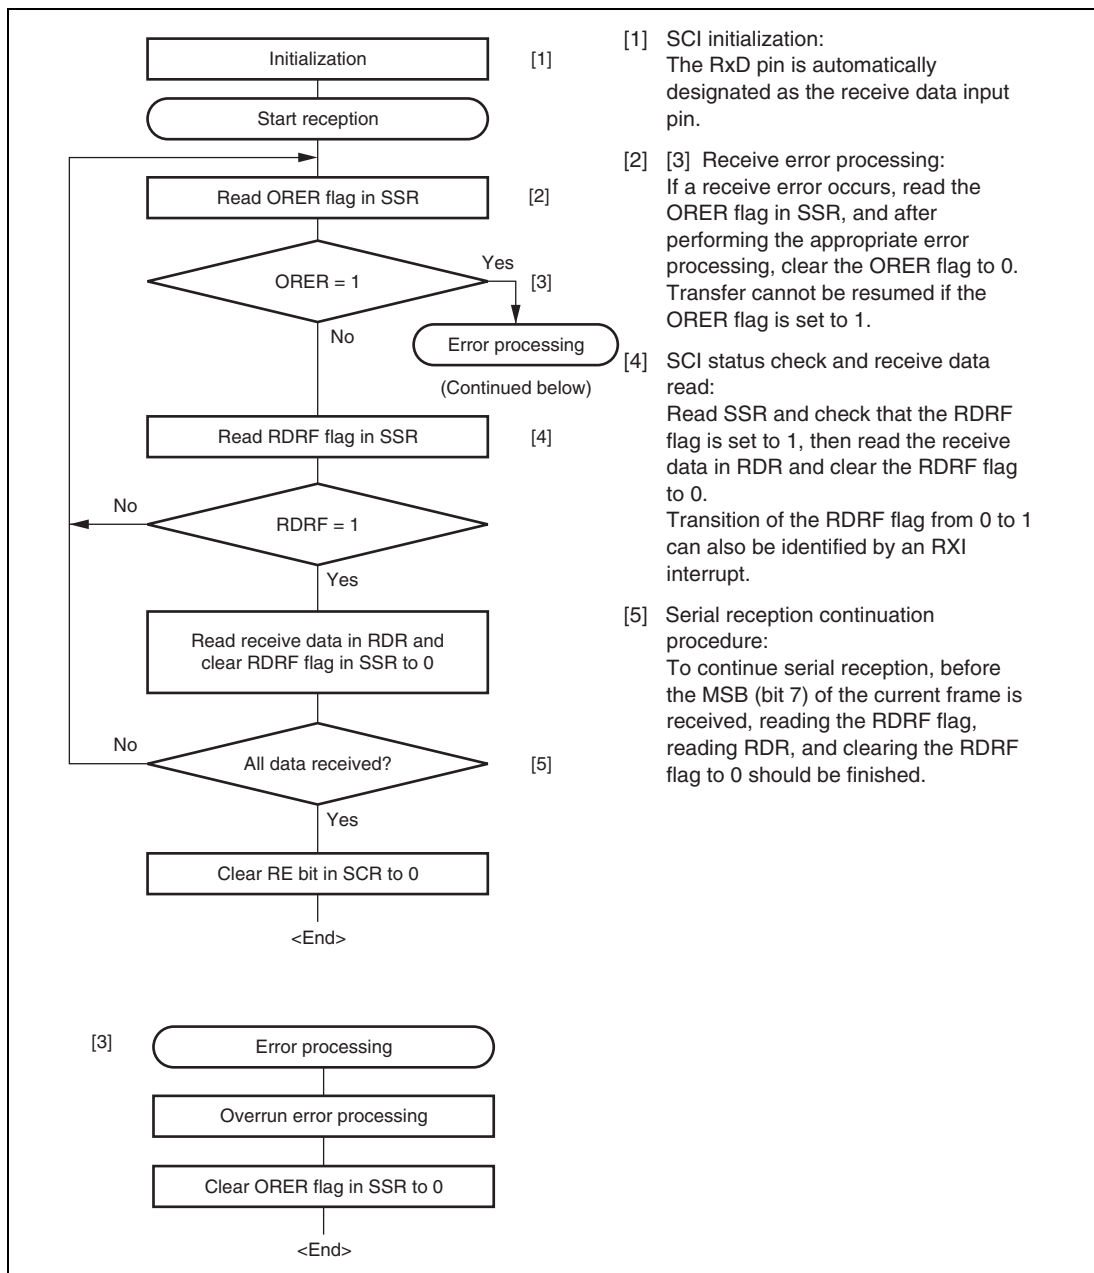 Initialization
[1]
Start reception
Read ORER flag in SSR
[2]
ORER = 1
Yes
[3]
No
Error processing
(Continued below)
Read RDRF flag in SSR
[4]
No
RDRF = 1
Yes
Read receive data in RDR and
clear RDRF flag in SSR to 0
No
All data received?
[5]
Yes
Clear RE bit in SCR to 0
<End>
[3]
Error processing
Overrun error processing
Clear ORER flag in SSR to 0
<End>
[1] SCI initialization:
The RxD pin is automatically
designated as the receive data input
pin.
[2] [3] Receive error processing:
If a receive error occurs, read the
ORER flag in SSR, and after
performing the appropriate error
processing, clear the ORER flag to 0.
Transfer cannot be resumed if the
ORER flag is set to 1.
[4] SCI status check and receive data
read:
Read SSR and check that the RDRF
flag is set to 1, then read the receive
data in RDR and clear the RDRF flag
to 0.
Transition of the RDRF flag from 0 to 1
can also be identified by an RXI
interrupt.
[5] Serial reception continuation
procedure:
To continue serial reception, before
the MSB (bit 7) of the current frame is
received, reading the RDRF flag,
reading RDR, and clearing the RDRF
flag to 0 should be finished.